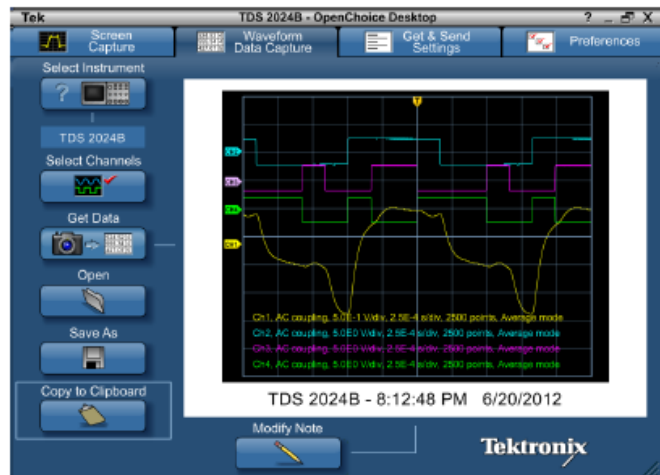 Tek
TDS 2024B - OpenChoice Desktop
? _ X
Screen Capture
Waveform Data Capture
Get & Send Settings
Preferences
Select Instrument
?
TDS 2024B
Select Channels
Get Data
Open
Save As
Copy to Clipboard
T
Ch1, AC coupling, 5.0E-1 V/div, 2.5E-4 s/div, 2500 points, Average mode
Ch2, AC coupling, 5.0E0 V/div, 2.5E-4 s/div, 2500 points, Average mode
Ch3, AC coupling, 5.0E0 V/div, 2.5E-4 s/div, 2500 points, Average mode
Ch4, AC coupling, 5.0E0 V/div, 2.5E-4 s/div, 2500 points, Average mode
TDS 2024B - 8:12:48 PM 6/20/2012
Modify Note
Tektronix